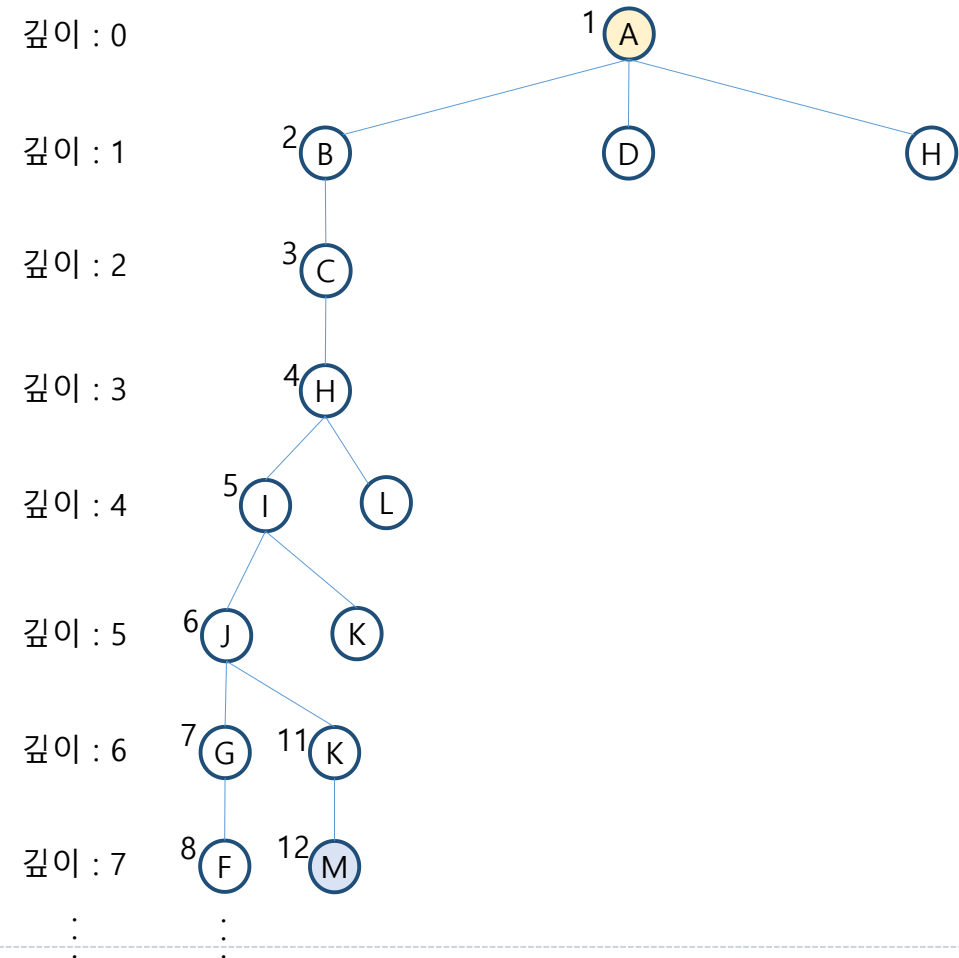 깊이 : 0 1 A
깊이 : 1 2 B D H
깊이 : 2 3 C
깊이 : 3 4 H
깊이 : 4 5 I L
깊이 : 5 6 J K
깊이 : 6 7 G 11 K
깊이 : 7 8 F 12 M